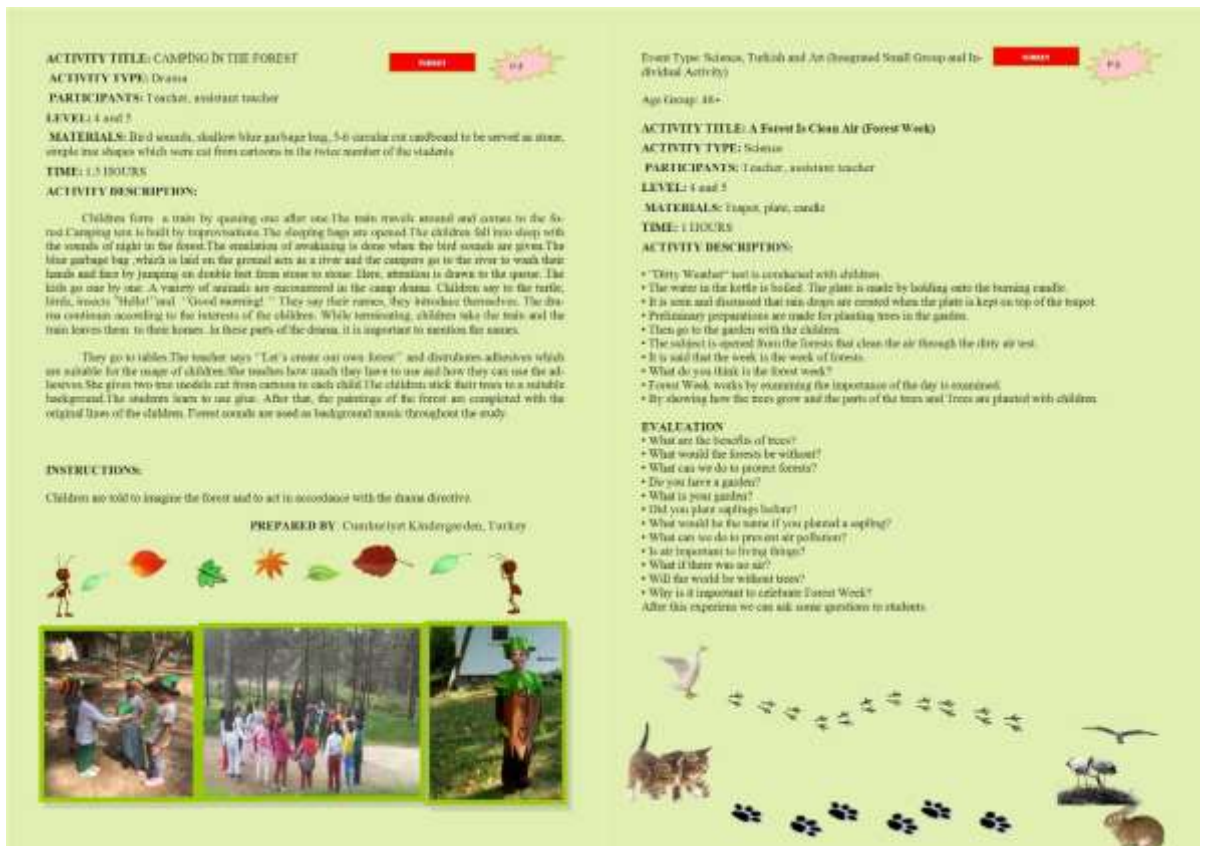 ACTIVITY TITLE: CAMPİNG İN THE FOREST
ACTIVITY TYPE: Drama
PARTICIPANTS: Teacher, assistant teacher
LEVEL: 4 and 5
MATERIALS: Bird sounds, shallow blue garbage bag, 5-6 circular cut cardboard to be served as stone,
simple tree shapes which were cut from cartoons in the twice number of the students
TIME: 1.5 HOURS
ACTIVITY DESCRIPTION:
Children form a train by queuing one after one.The train travels around and comes to the fo-
rest.Camping tent is built by improvisations.The sleeping bags are opened.The children fall into sleep with
the sounds of night in the forest.The emulation of awakining is done when the bird sounds are given.The
blue garbage bag ,which is laid on the ground acts as a river and the campers go to the river to wash their
hands and face by jumping on double feet from stone to stone. Here, attention is drawn to the queue. The
kids go one by one. A variety of animals are encountered in the camp drama. Children say to the turtle,
birds, insects "Hello!"and "Good morning! " They say their names, they introduce themselves. The dra-
ma continues according to the interests of the children. While terminating, children take the train and the
train leaves them to their homes. In these parts of the drama, it is important to mention the names.
They go to tables.The teacher says "Let's create our own forest" and distrubutes adhesives which
are suitable for the usage of children.She teaches how much they have to use and how they can use the ad-
hesives.She gives two tree models cut from cartoon to each child.The children stick their trees to a suitable
background.The students learn to use glue. After that, the paintings of the forest are completed with the
original lines of the children. Forest sounds are used as background music throughout the study.
INSTRUCTIONS:
Children are told to imagine the forest and to act in accordance with the drama directive.
PREPARED BY: Cumhuriyet Kindergarden, Turkey
Event Type: Science, Turkish and Art (Integrated Small Group and In-
dividual Activity)
Age Group: 48+
ACTIVITY TITLE: A Forest Is Clean Air (Forest Week)
ACTIVITY TYPE: Science
PARTICIPANTS: Teacher, assistant teacher
LEVEL: 4 and 5
MATERIALS: Teapot, plate, candle
TIME: 1 HOURS
ACTIVITY DESCRIPTION:
• "Dirty Weather" test is conducted with children.
• The water in the kettle is boiled. The plate is made by holding onto the burning candle.
• It is seen and discussed that rain drops are created when the plate is kept on top of the teapot.
• Preliminary preparations are made for planting trees in the garden.
• Then go to the garden with the children.
• The subject is opened from the forests that clean the air through the dirty air test.
• It is said that the week is the week of forests.
• What do you think is the forest week?
• Forest Week works by examining the importance of the day is examined.
• By showing how the trees grow and the parts of the trees and Trees are planted with children.
EVALUATION
• What are the benefits of trees?
• What would the forests be without?
• What can we do to protect forests?
• Do you have a garden?
• What is your garden?
• Did you plant saplings before?
• What would be the name if you planted a sapling?
• What can we do to prevent air pollution?
• Is air important to living things?
• What if there was no air?
• Will the world be without trees?
• Why is it important to celebrate Forest Week?
After this experiens we can ask some questions to students.